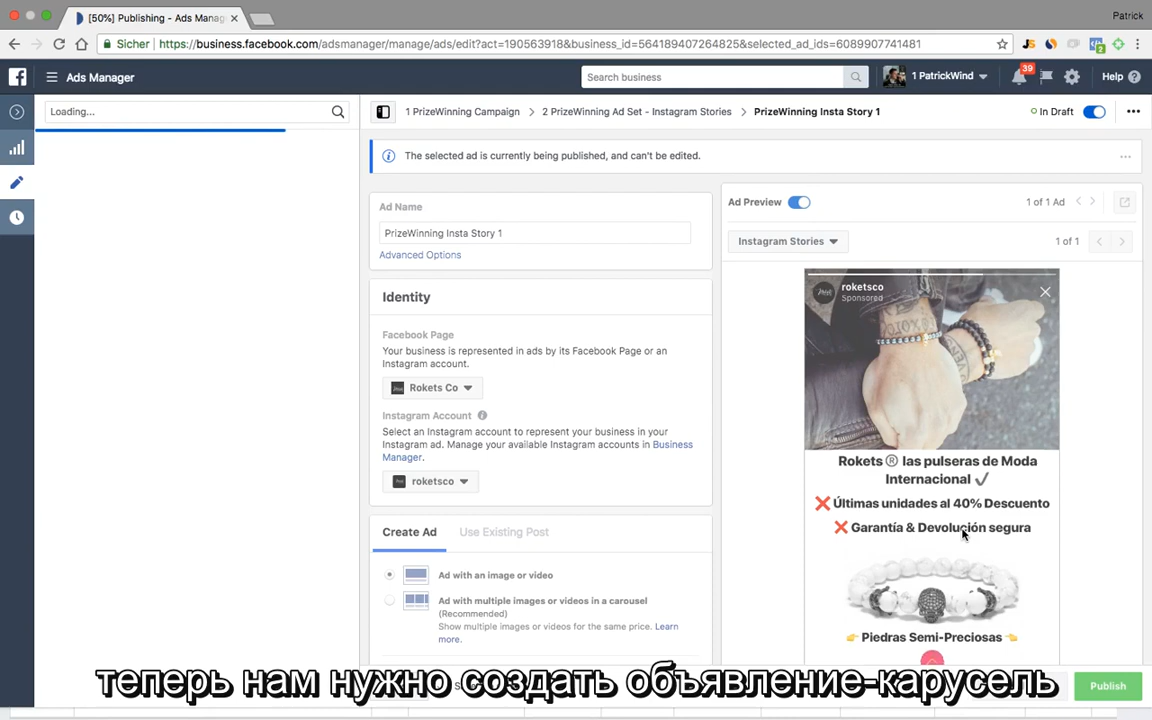 Patrick
[50%] Publishing - Ads Manag
Sicher https://business.facebook.com/adsmanager/manage/ads/edit?act=190563918&business_id=564189407264825&selected_ad_ids=6089907741481
Ads Manager
Search business
1 PatrickWind
39
Help
Loading...
1 PrizeWinning Campaign
2 PrizeWinning Ad Set - Instagram Stories
PrizeWinning Insta Story 1
In Draft
The selected ad is currently being published, and can't be edited.
Ad Name
PrizeWinning Insta Story 1
Advanced Options
Identity
Facebook Page
Your business is represented in ads by its Facebook Page or an
Instagram account.
Rokets Co
Instagram Account
Select an Instagram account to represent your business in your
Instagram ad. Manage your available Instagram accounts in Business
Manager.
roketsco
Create Ad
Use Existing Post
Ad with an image or video
Ad with multiple images or videos in a carousel
(Recommended)
Show multiple images or videos for the same price. Learn
more.
Ad Preview
1 of 1 Ad
Instagram Stories
1 of 1
roketsco
Sponsored
Rokets ® las pulseras de Moda
Internacional ✓
❌ Últimas unidades al 40% Descuento
❌ Garantía & Devolución segura
👉 Piedras Semi-Preciosas 👈
теперь нам нужно создать объявление-карусель
Publish